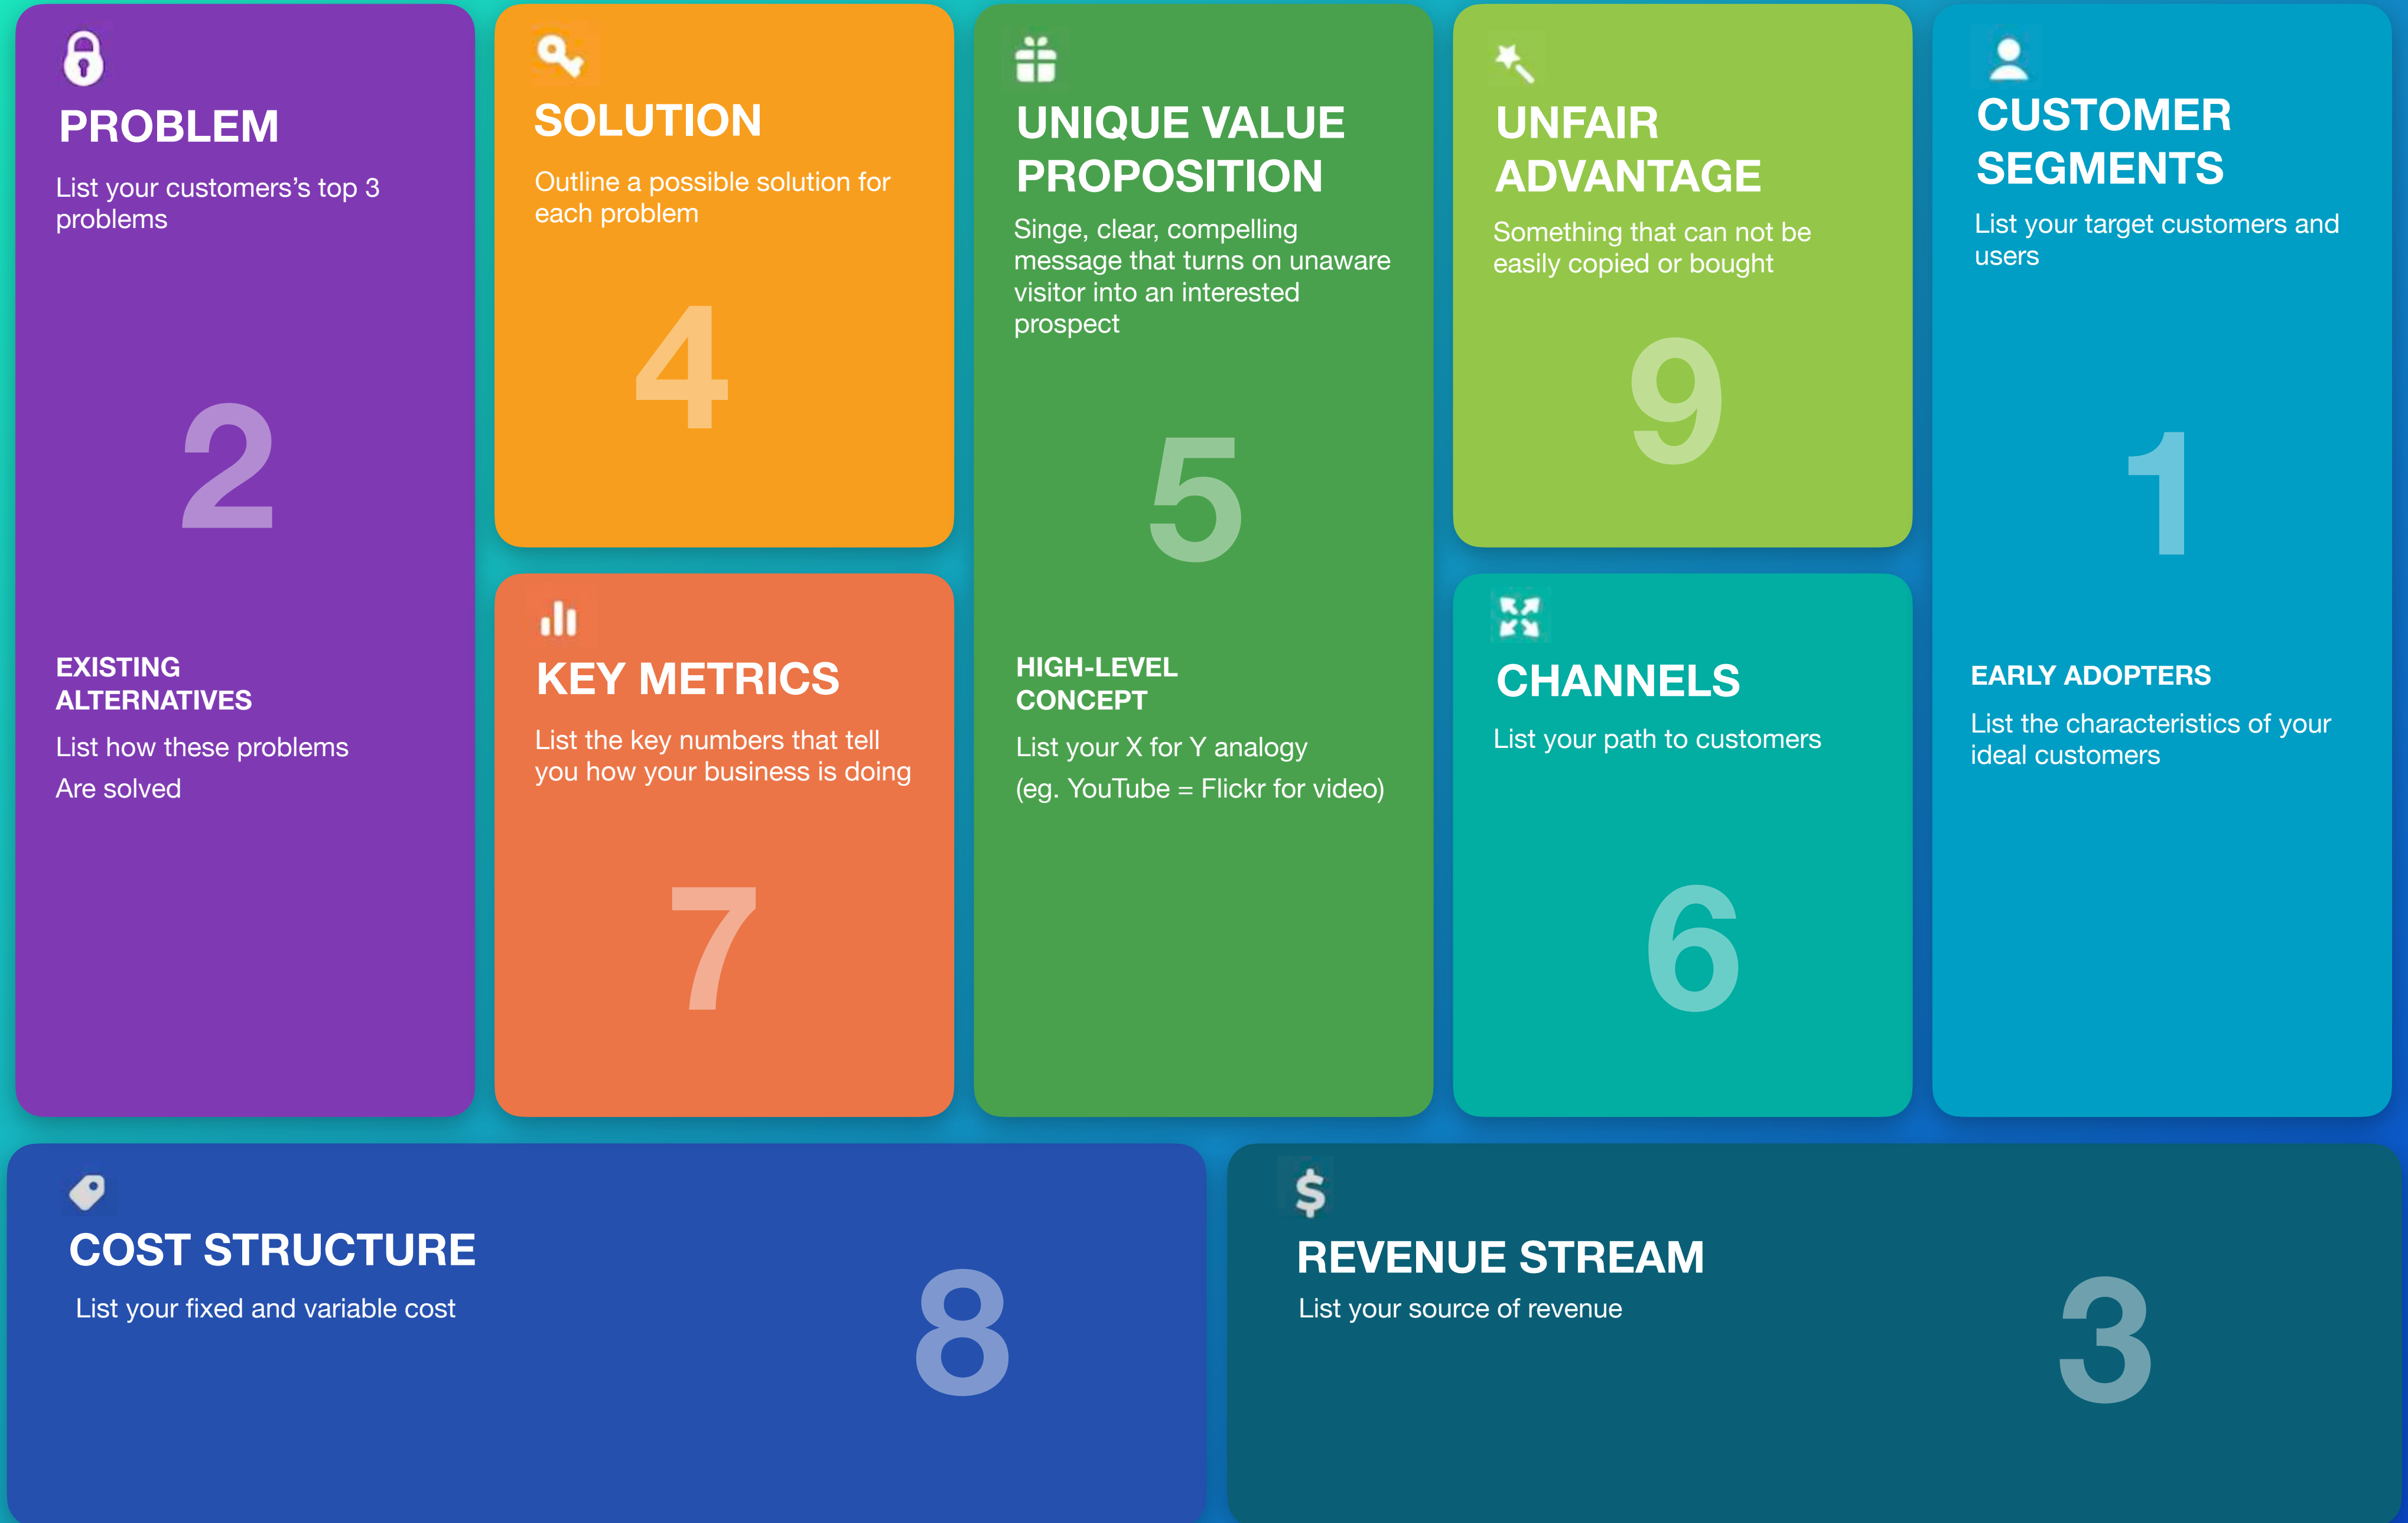 PROBLEM
List your customers’s top 3
problems
2
EXISTING
ALTERNATIVES
List how these problems
Are solved
SOLUTION
Outline a possible solution for
each problem
4
KEY METRICS
List the key numbers that tell
you how your business is doing
7
UNIQUE VALUE
PROPOSITION
Singe, clear, compelling
message that turns on unaware
visitor into an interested
prospect
5
HIGH-LEVEL
CONCEPT
List your X for Y analogy
(eg. YouTube = Flickr for video)
UNFAIR
ADVANTAGE
Something that can not be
easily copied or bought
9
CHANNELS
List your path to customers
6
CUSTOMER
SEGMENTS
List your target customers and
users
1
EARLY ADOPTERS
List the characteristics of your
ideal customers
COST STRUCTURE
List your fixed and variable cost
8
$
REVENUE STREAM
List your source of revenue
3